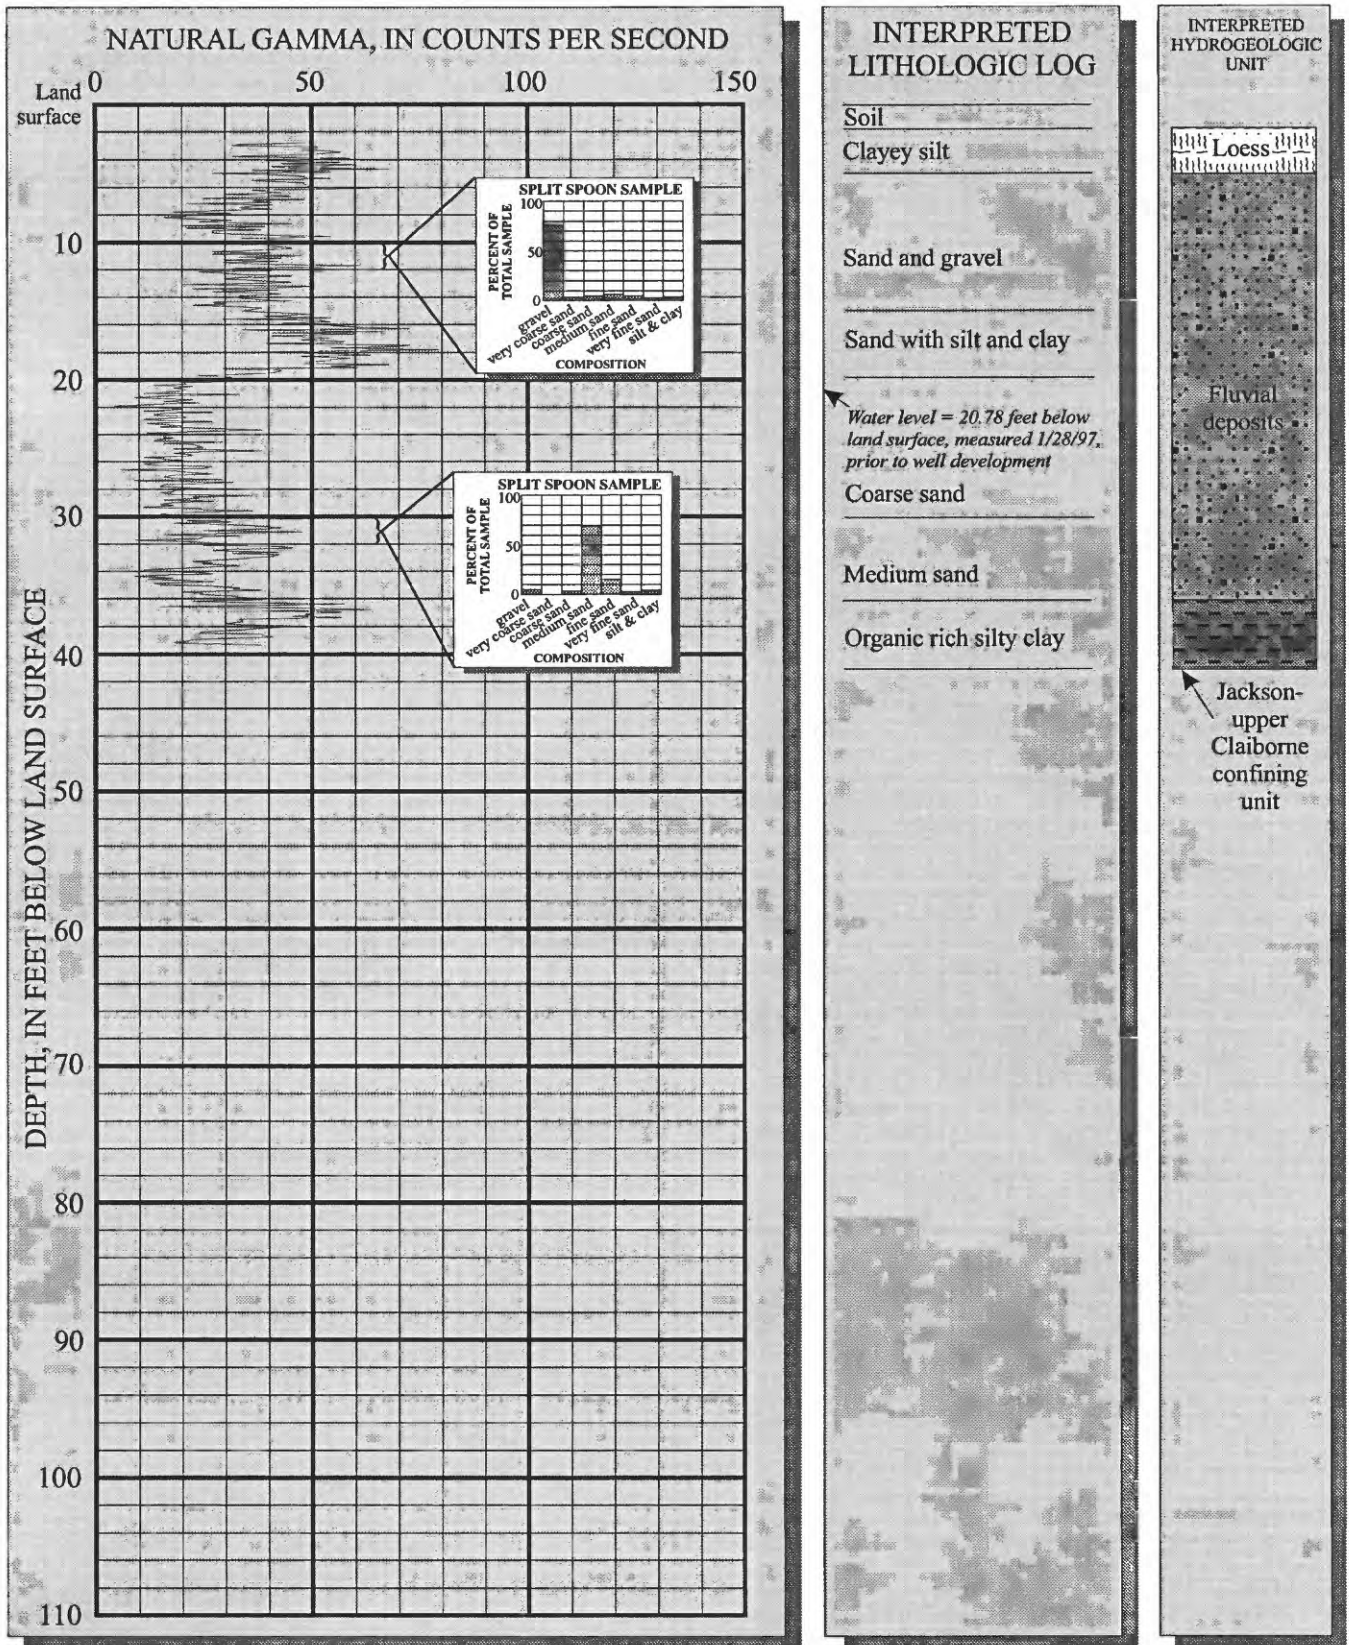 NATURAL GAMMA, IN COUNTS PER SECOND
0 50 100 150
Land
surface
10
20
30
40
50
60
70
80
90
100
110
DEPTH, IN FEET BELOW LAND SURFACE
SPLIT SPOON SAMPLE
100
50
0
PERCENT OF
TOTAL SAMPLE
gravel
very coarse sand
coarse sand
medium sand
fine sand
very fine sand
silt & clay
COMPOSITION
SPLIT SPOON SAMPLE
100
50
0
PERCENT OF
TOTAL SAMPLE
gravel
very coarse sand
coarse sand
medium sand
fine sand
very fine sand
silt & clay
COMPOSITION
INTERPRETED
LITHOLOGIC LOG
Soil
Clayey silt
Sand and gravel
Sand with silt and clay
Water level = 20.78 feet below
land surface, measured 1/28/97,
prior to well development
Coarse sand
Medium sand
Organic rich silty clay
INTERPRETED
HYDROGEOLOGIC
UNIT
Loess
Fluvial
deposits
Jackson-
upper
Claiborne
confining
unit